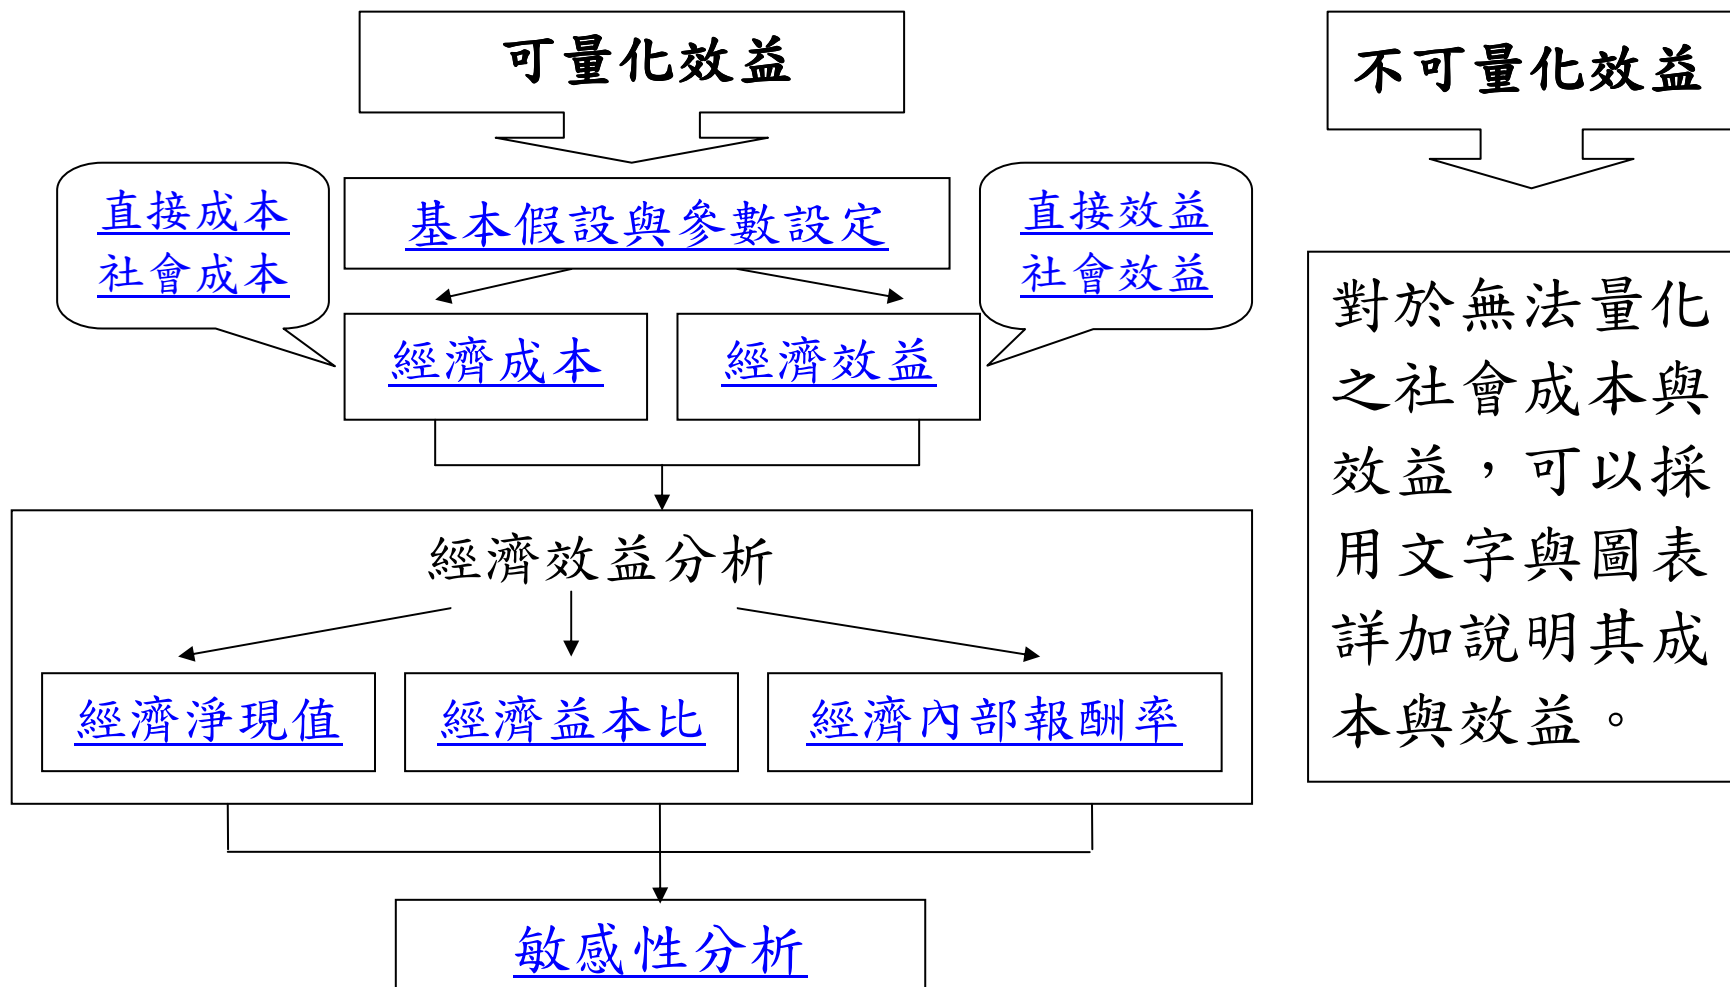 可量化效益
直接成本
社會成本
基本假設與參數設定
直接效益
社會效益
經濟成本
經濟效益
經濟效益分析
經濟淨現值
經濟益本比
經濟內部報酬率
敏感性分析
不可量化效益
對於無法量化
之社會成本與
效益，可以採
用文字與圖表
詳加說明其成
本與效益。